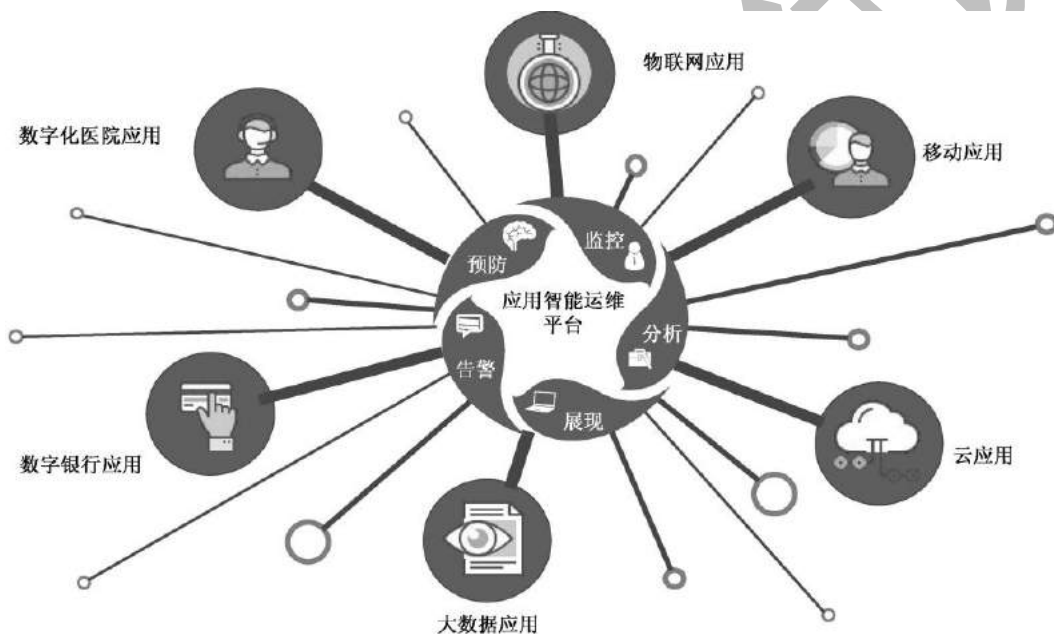 物联网应用
数字化医院应用
移动应用
监控
预防
应用智能运维
平台
分析
告警
展现
数字银行应用
云应用
大数据应用